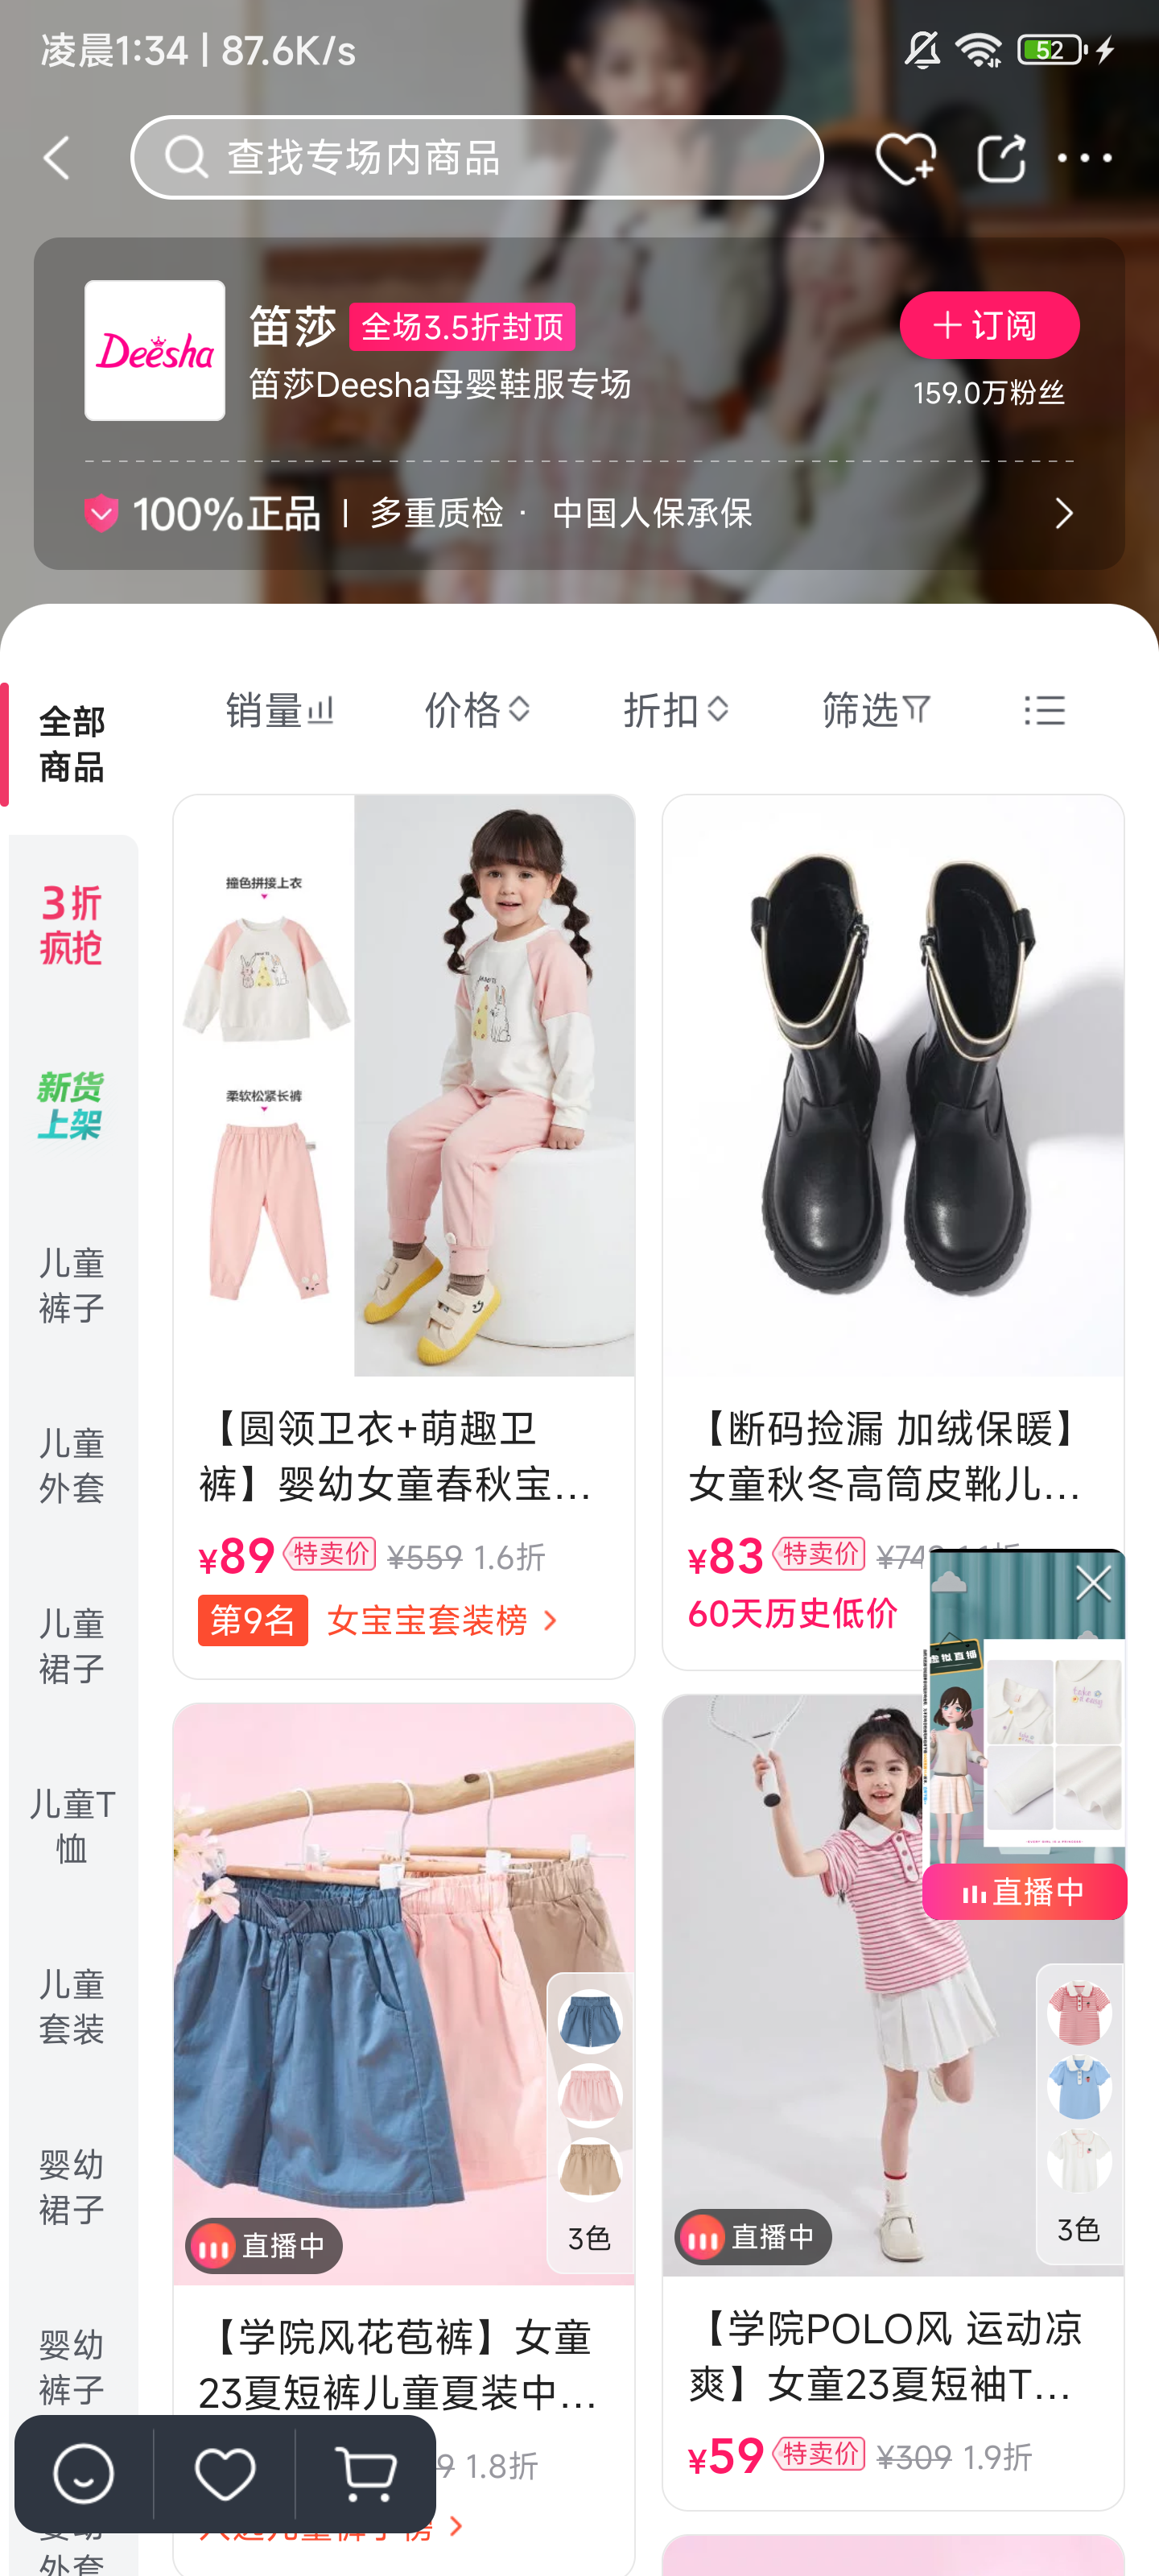 凌晨1:34 | 87.6K/s
52
查找专场内商品
Deesha
笛莎 全场3.5折封顶
笛莎Deesha母婴鞋服专场
订阅
159.0万粉丝
100%正品 | 多重质检 · 中国人保承保
销量 价格 折扣 筛选
全部
商品
3折
疯抢
新货
上架
儿童
裤子
儿童
外套
儿童
裙子
儿童T
恤
儿童
套装
婴幼
裙子
婴幼
裤子
外套
撞色拼接上衣
柔软松紧长裤
【圆领卫衣+萌趣卫
裤】婴幼女童春秋宝...
¥89 特卖价 ¥559 1.6折
第9名 女宝宝套装榜
【断码捡漏 加绒保暖】
女童秋冬高筒皮靴儿...
¥83 特卖价
60天历史低价
虚拟直播
直播中
3色
直播中
【学院风花苞裤】女童
23夏短裤儿童夏装中...
9 1.8折
3色
直播中
【学院POLO风 运动凉
爽】女童23夏短袖T...
¥59 特卖价 ¥309 1.9折